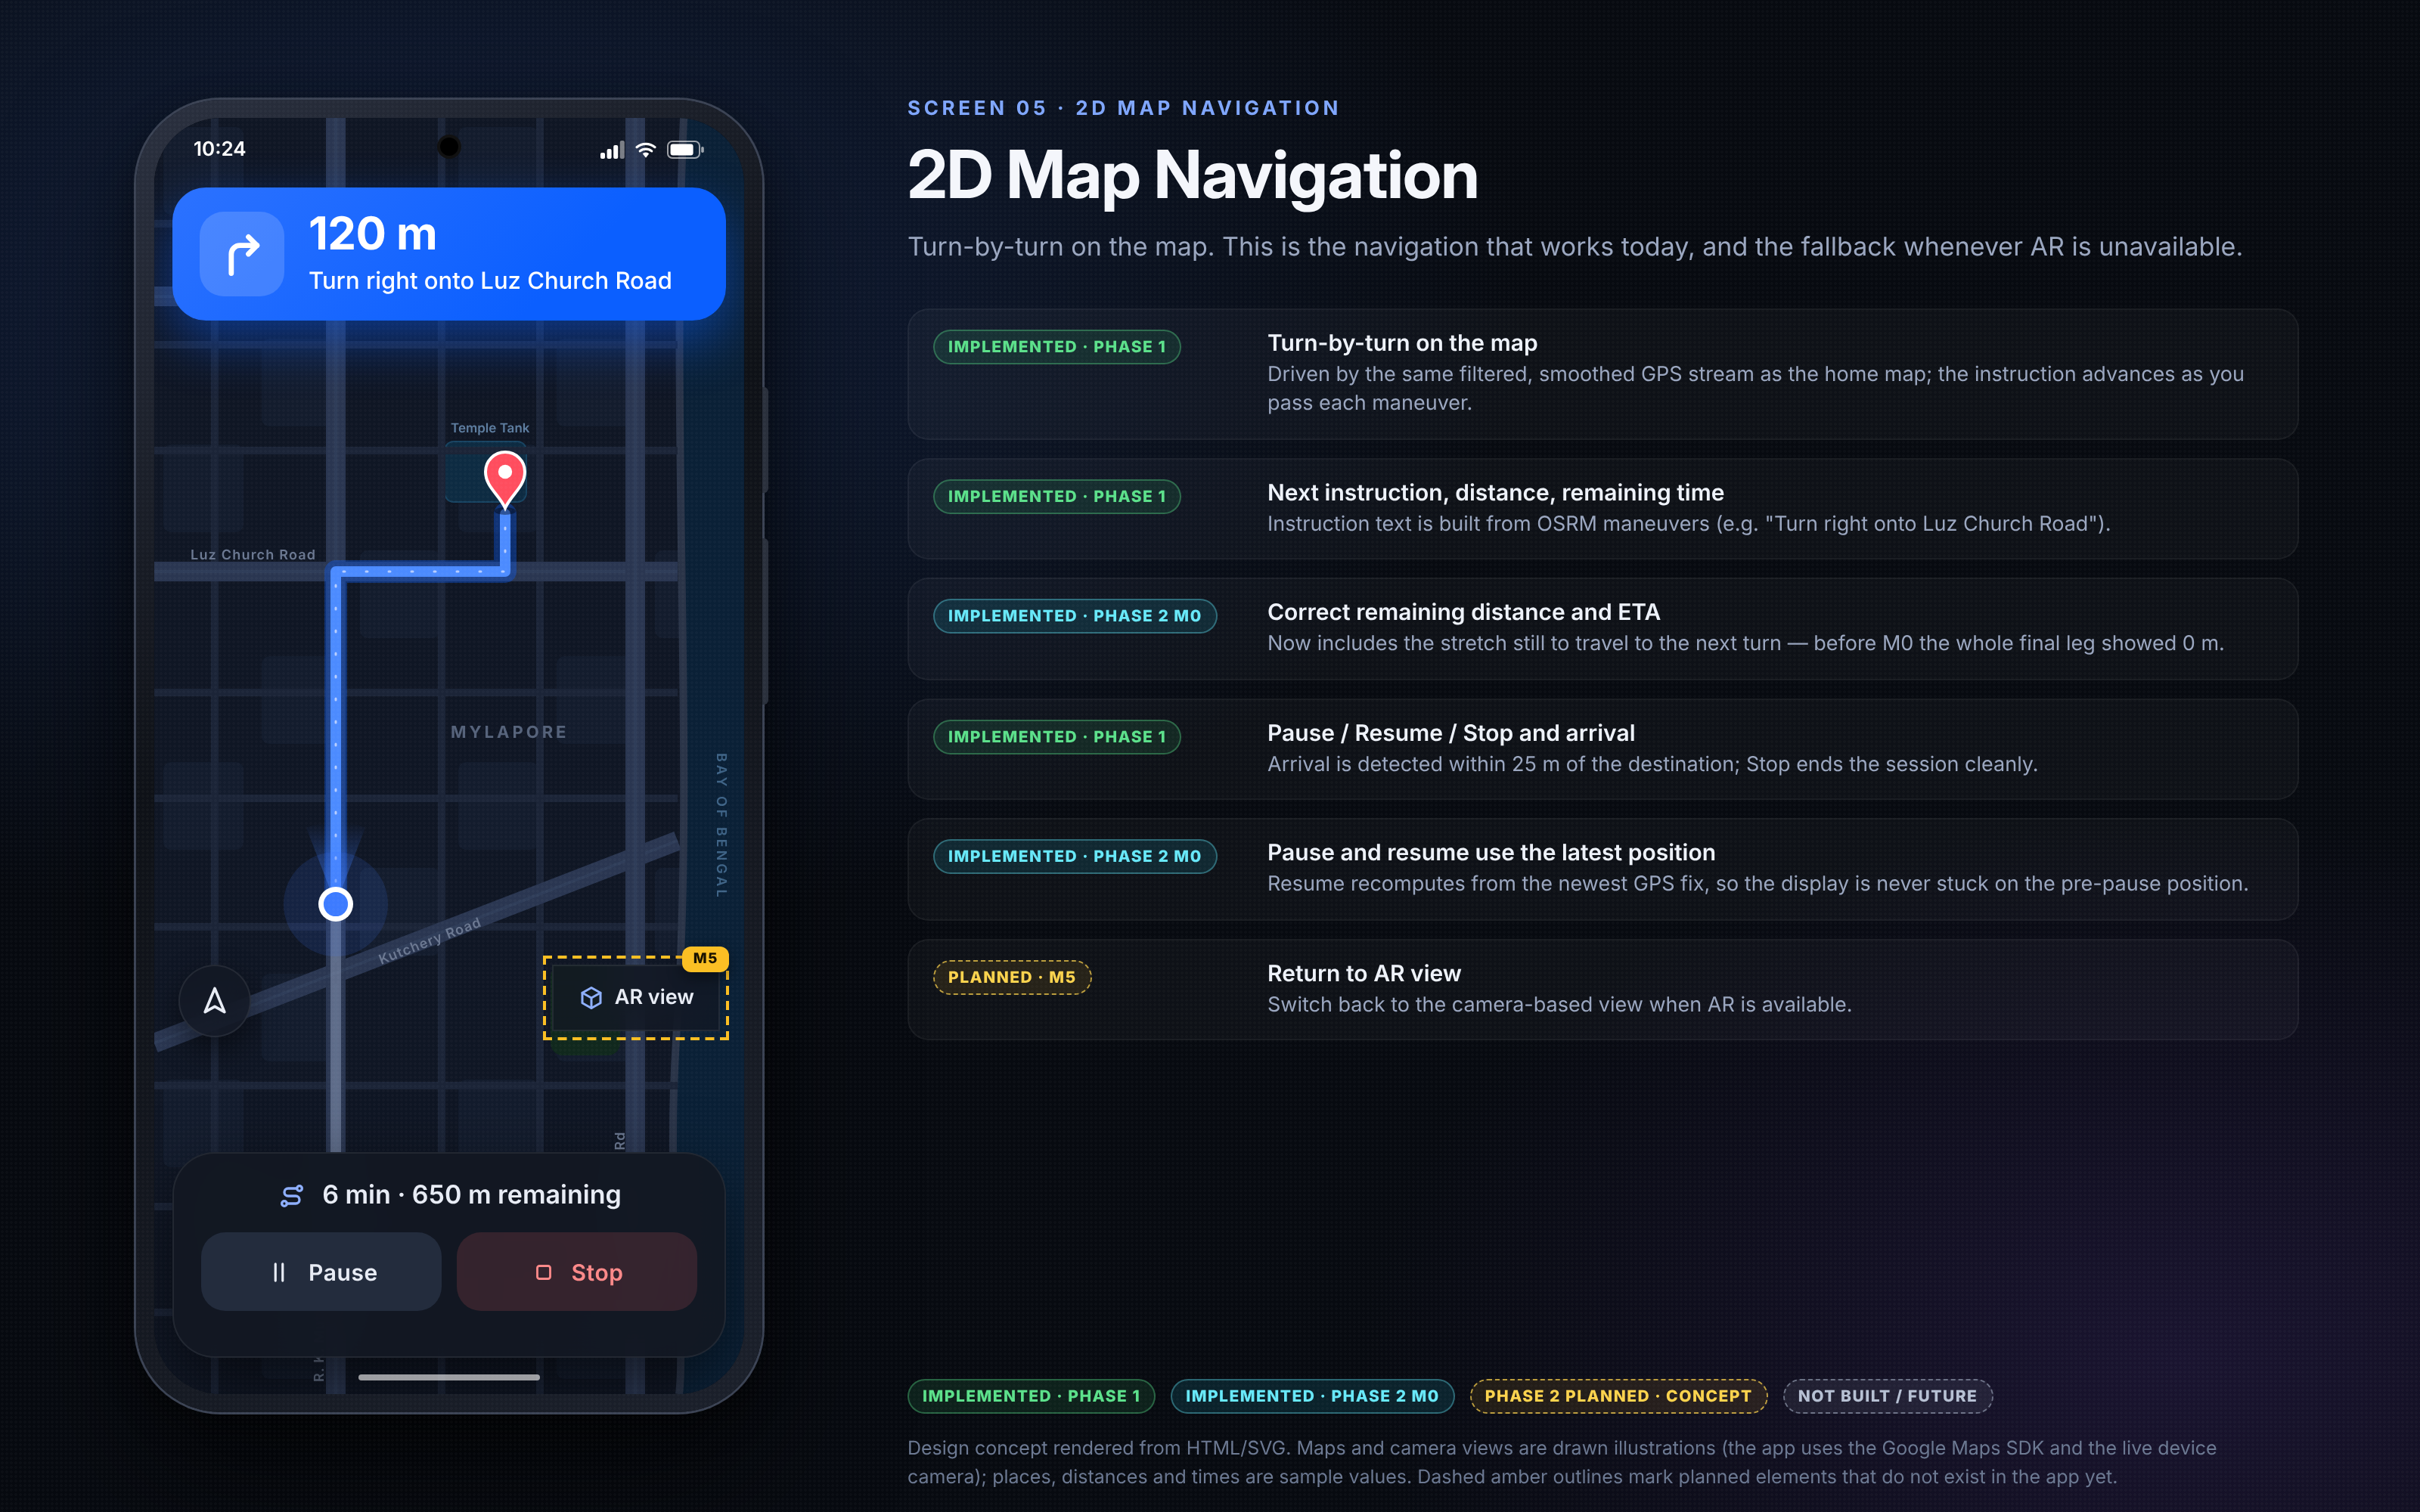 10:24
120 m
Turn right onto Luz Church Road
Temple Tank
Luz Church Road
MYLAPORE
BAY OF BENGAL
Kutchery Road
M5
AR view
Rd
6 min · 650 m remaining
Pause
Stop
R.
SCREEN 05 · 2D MAP NAVIGATION
2D Map Navigation
Turn-by-turn on the map. This is the navigation that works today, and the fallback whenever AR is unavailable.
IMPLEMENTED · PHASE 1
Turn-by-turn on the map
Driven by the same filtered, smoothed GPS stream as the home map; the instruction advances as you
pass each maneuver.
IMPLEMENTED · PHASE 1
Next instruction, distance, remaining time
Instruction text is built from OSRM maneuvers (e.g. "Turn right onto Luz Church Road").
IMPLEMENTED · PHASE 2 M0
Correct remaining distance and ETA
Now includes the stretch still to travel to the next turn — before M0 the whole final leg showed 0 m.
IMPLEMENTED · PHASE 1
Pause / Resume / Stop and arrival
Arrival is detected within 25 m of the destination; Stop ends the session cleanly.
IMPLEMENTED · PHASE 2 M0
Pause and resume use the latest position
Resume recomputes from the newest GPS fix, so the display is never stuck on the pre-pause position.
PLANNED · M5
Return to AR view
Switch back to the camera-based view when AR is available.
IMPLEMENTED · PHASE 1
IMPLEMENTED · PHASE 2 M0
PHASE 2 PLANNED · CONCEPT
NOT BUILT / FUTURE
Design concept rendered from HTML/SVG. Maps and camera views are drawn illustrations (the app uses the Google Maps SDK and the live device
camera); places, distances and times are sample values. Dashed amber outlines mark planned elements that do not exist in the app yet.